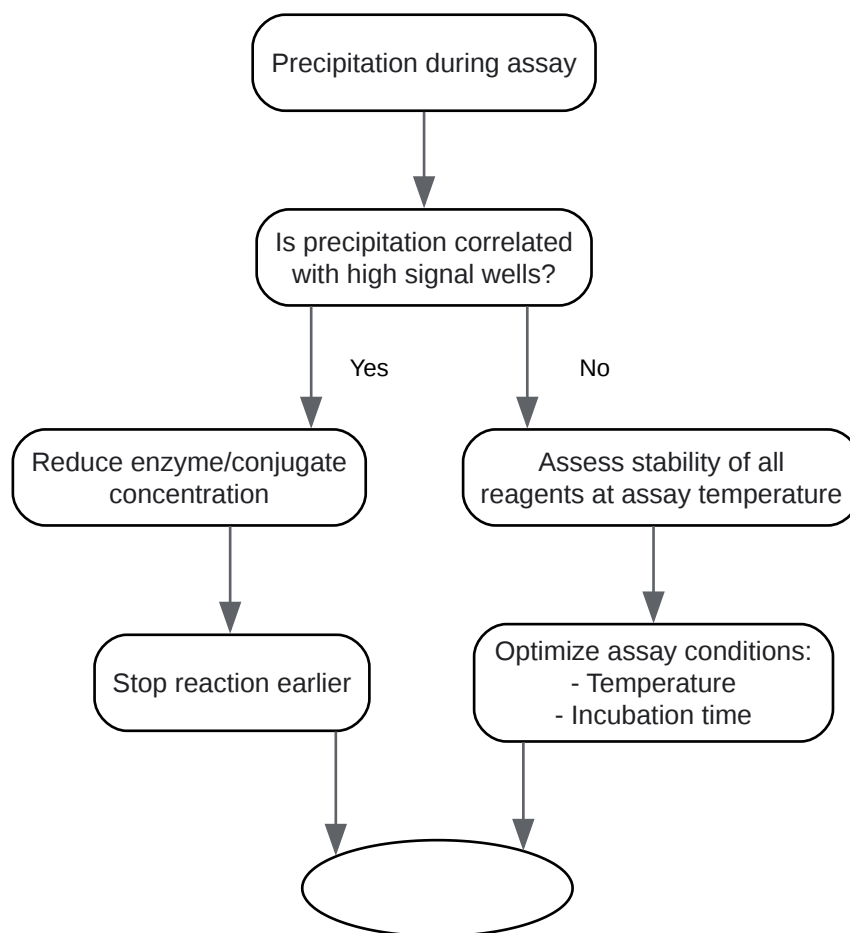 Precipitation during assay
Is precipitation correlated
with high signal wells?
Yes
No
Reduce enzyme/conjugate
concentration
Assess stability of all
reagents at assay temperature
Stop reaction earlier
Optimize assay conditions:
- Temperature
- Incubation time